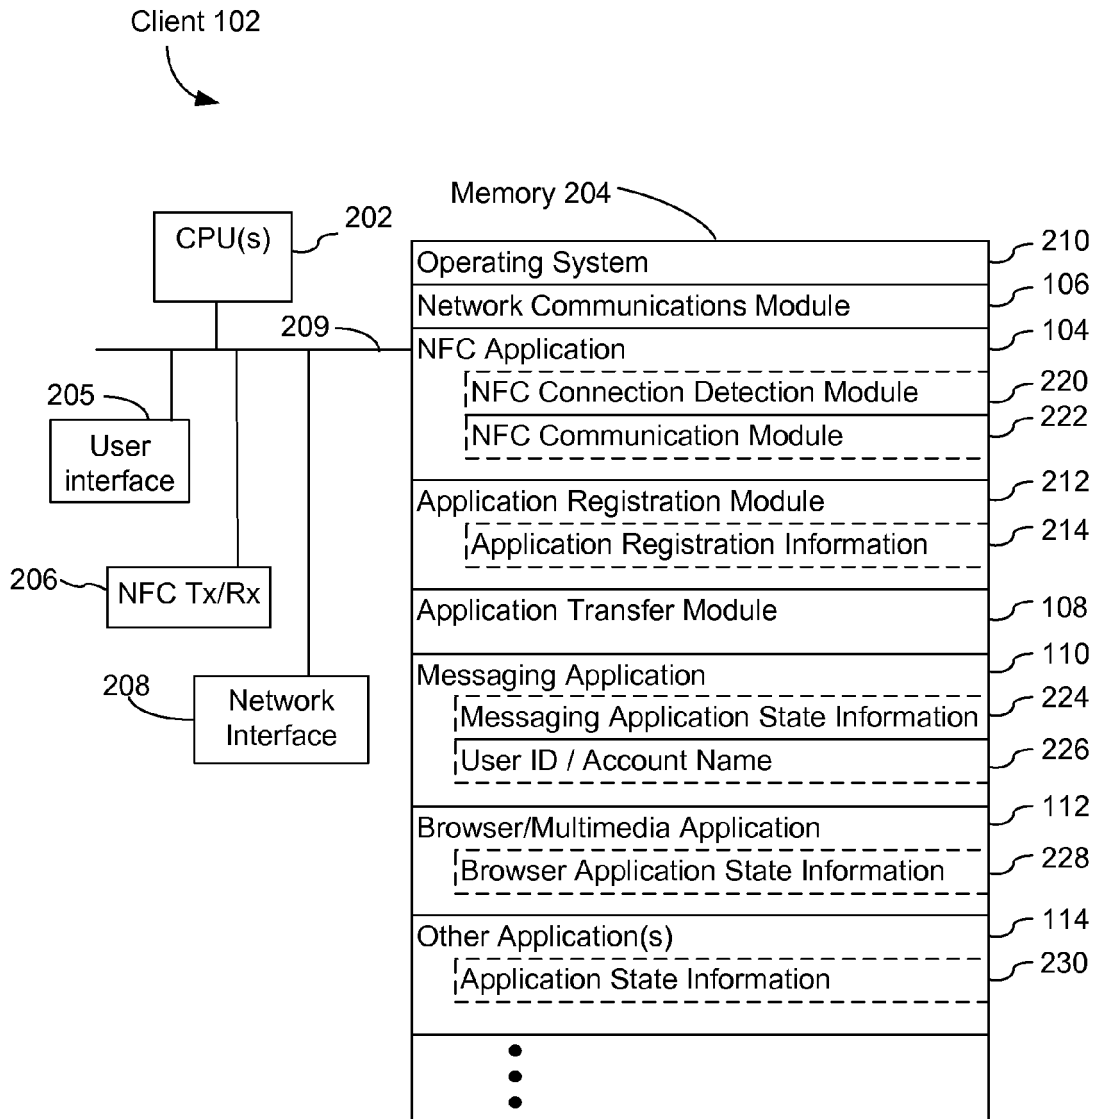 Client 102
Memory 204
CPU(s)
202
209
205
User
interface
206
NFC Tx/Rx
208
Network
Interface
Operating System
210
Network Communications Module
106
NFC Application
104
NFC Connection Detection Module
220
NFC Communication Module
222
Application Registration Module
212
Application Registration Information
214
Application Transfer Module
108
Messaging Application
110
Messaging Application State Information
224
User ID / Account Name
226
Browser/Multimedia Application
112
Browser Application State Information
228
Other Application(s)
114
Application State Information
230